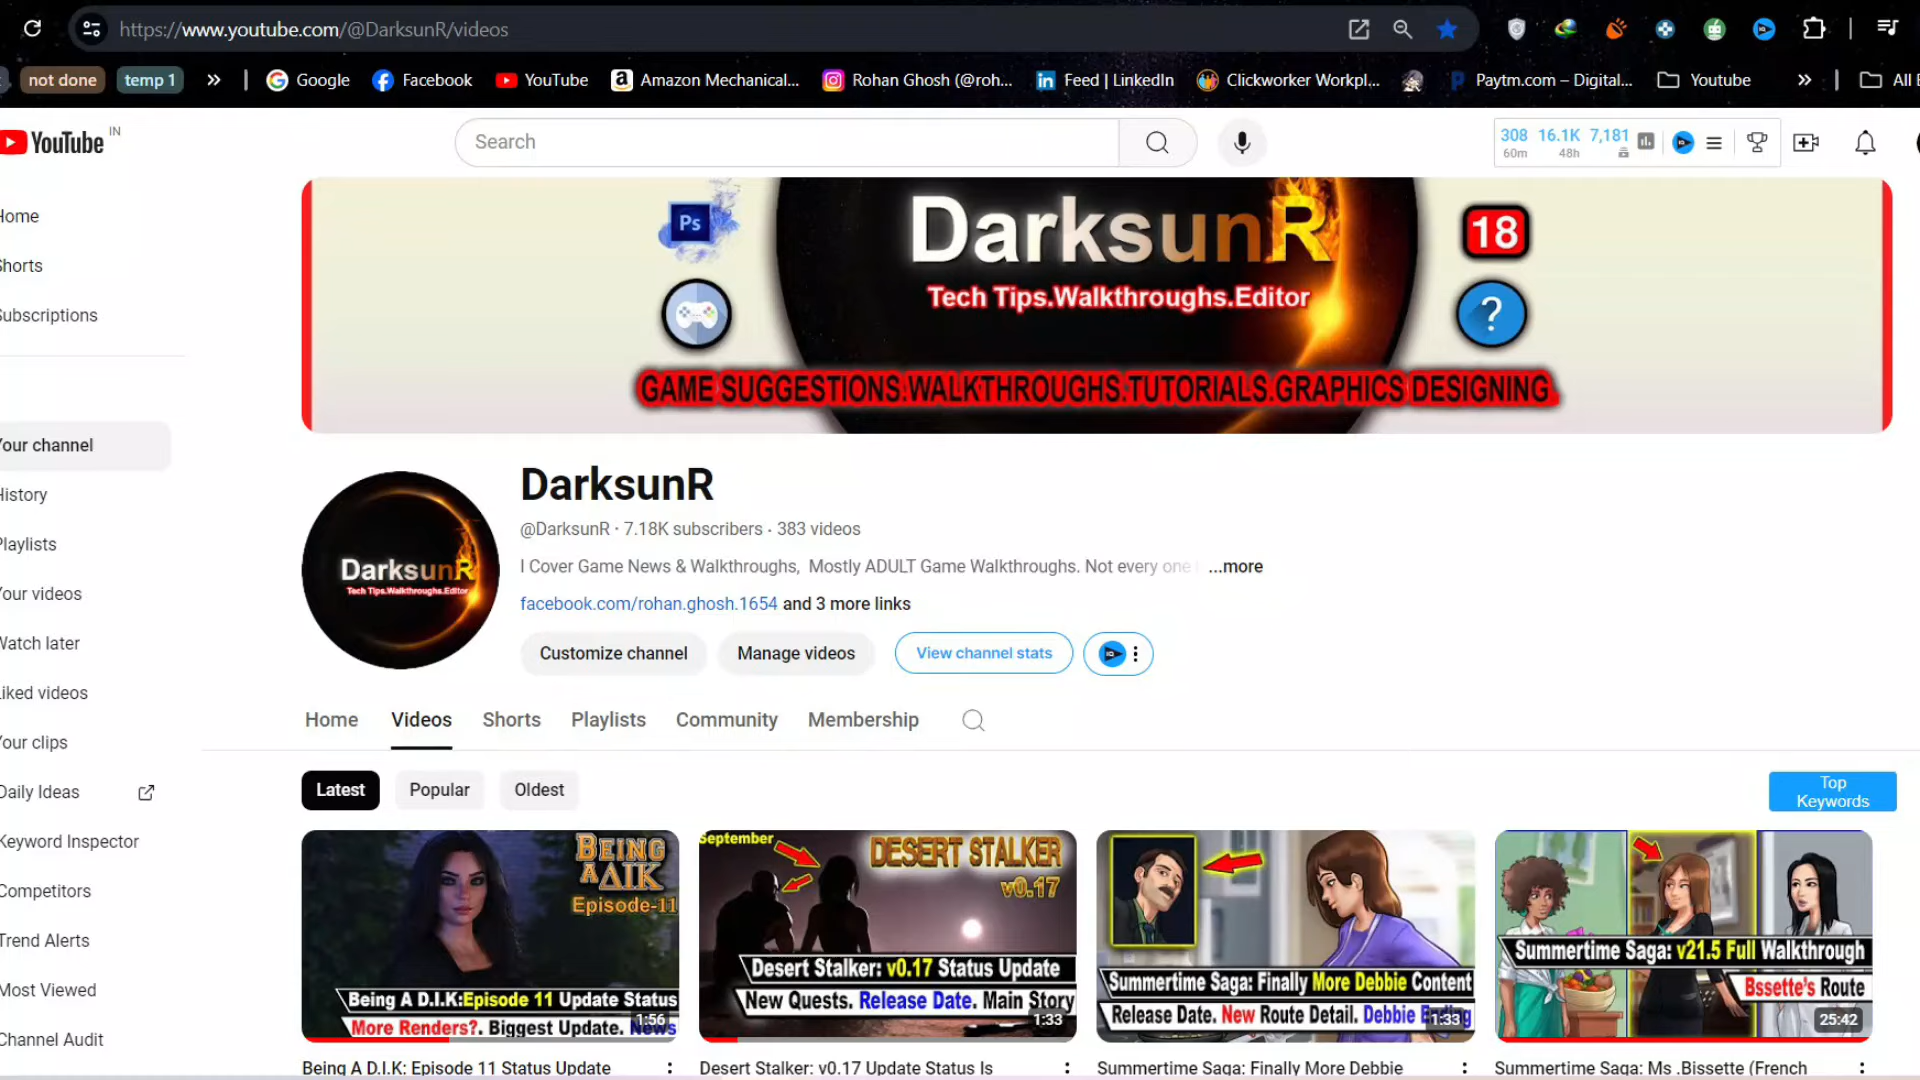 https://www.youtube.com/@DarksunR/videos
not done temp 1 Google Facebook YouTube Amazon Mechanical... Rohan Ghosh (@roh... Feed | LinkedIn Clickworker Workpl... Paytm.com – Digital... Youtube All
YouTube IN
Search
308 16.1K 7,181
60m 48h
Home
Shorts
Subscriptions
Your channel
History
Playlists
Your videos
Watch later
Liked videos
Your clips
Daily Ideas
Keyword Inspector
Competitors
Trend Alerts
Most Viewed
Channel Audit
Ps
DarksunR
18
Tech Tips.Walkthroughs.Editor
?
GAME SUGGESTIONS.WALKTHROUGHS.TUTORIALS.GRAPHICS DESIGNING.
DarksunR
Tech Tips.Walkthroughs.Editor
DarksunR
@DarksunR · 7.18K subscribers · 383 videos
I Cover Game News & Walkthroughs, Mostly ADULT Game Walkthroughs. Not every one ...more
facebook.com/rohan.ghosh.1654 and 3 more links
Customize channel Manage videos View channel stats
Home Videos Shorts Playlists Community Membership
Latest Popular Oldest
Top
Keywords
BEING
A DIK
Episode-11
Being A D.I.K:Episode 11 Update Status
More Renders?. Biggest Update. News
1:56
Being A D.I.K: Episode 11 Status Update
September
DESERT STALKER
v0.17
Desert Stalker: v0.17 Status Update
New Quests. Release Date. Main Story
1:33
Desert Stalker: v0.17 Update Status Is
Summertime Saga: Finally More Debbie Content
Release Date. New Route Detail. Debbie Ending
1:33
Summertime Saga: Finally More Debbie
Summertime Saga: v21.5 Full Walkthrough
Bssette's Route
25:42
Summertime Saga: Ms .Bissette (French